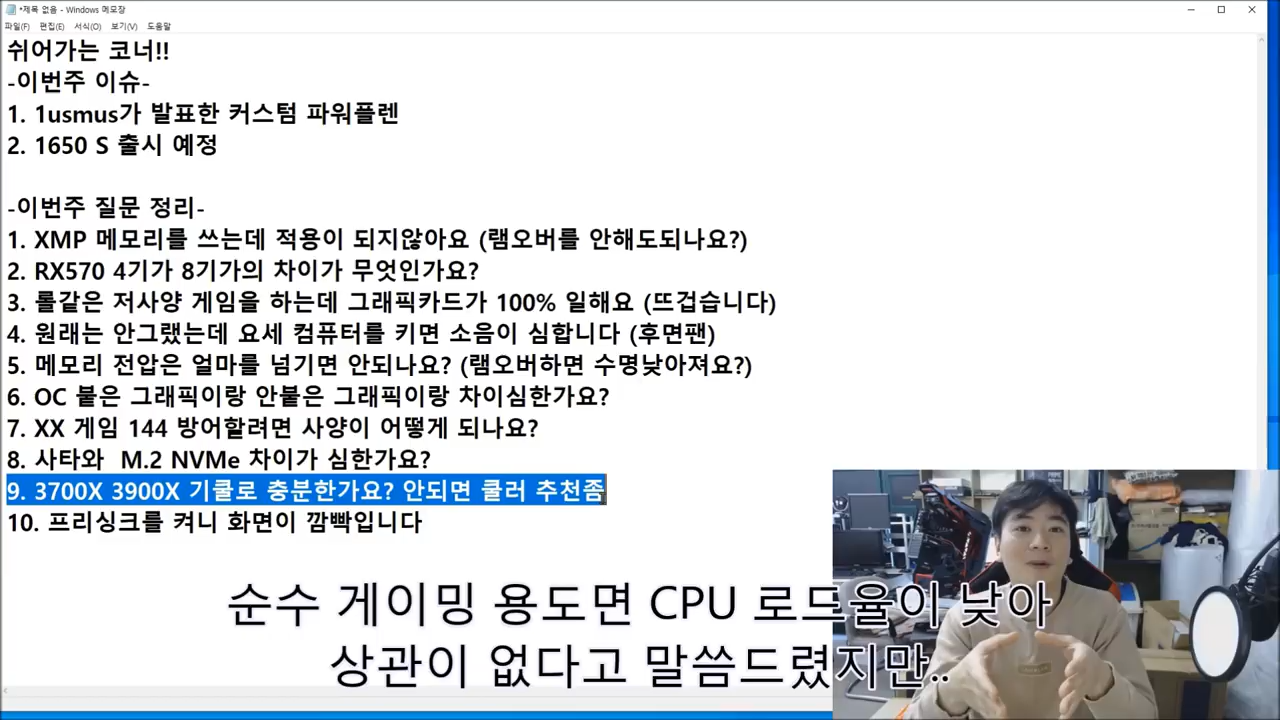 *제목 없음 - Windows 메모장
파일(F) 편집(E) 서식(O) 보기(V) 도움말
쉬어가는 코너!!
-이번주 이슈-
1. 1usmus가 발표한 커스텀 파워플렌
2. 1650 S 출시 예정
-이번주 질문 정리-
1. XMP 메모리를 쓰는데 적용이 되지않아요 (램오버를 안해도되나요?)
2. RX570 4기가 8기가의 차이가 무엇인가요?
3. 롤같은 저사양 게임을 하는데 그래픽카드가 100% 일해요 (뜨겁습니다)
4. 원래는 안그랬는데 요세 컴퓨터를 키면 소음이 심합니다 (후면팬)
5. 메모리 전압은 얼마를 넘기면 안되나요? (램오버하면 수명낮아져요?)
6. OC 붙은 그래픽이랑 안붙은 그래픽이랑 차이심한가요?
7. XX 게임 144 방어할려면 사양이 어떻게 되나요?
8. 사타와  M.2 NVMe 차이가 심한가요?
9. 3700X 3900X 기쿨로 충분한가요? 안되면 쿨러 추천좀
10. 프리싱크를 켜니 화면이 깜빡입니다
순수 게이밍 용도면 CPU 로드율이 낮아
상관이 없다고 말씀드렸지만..